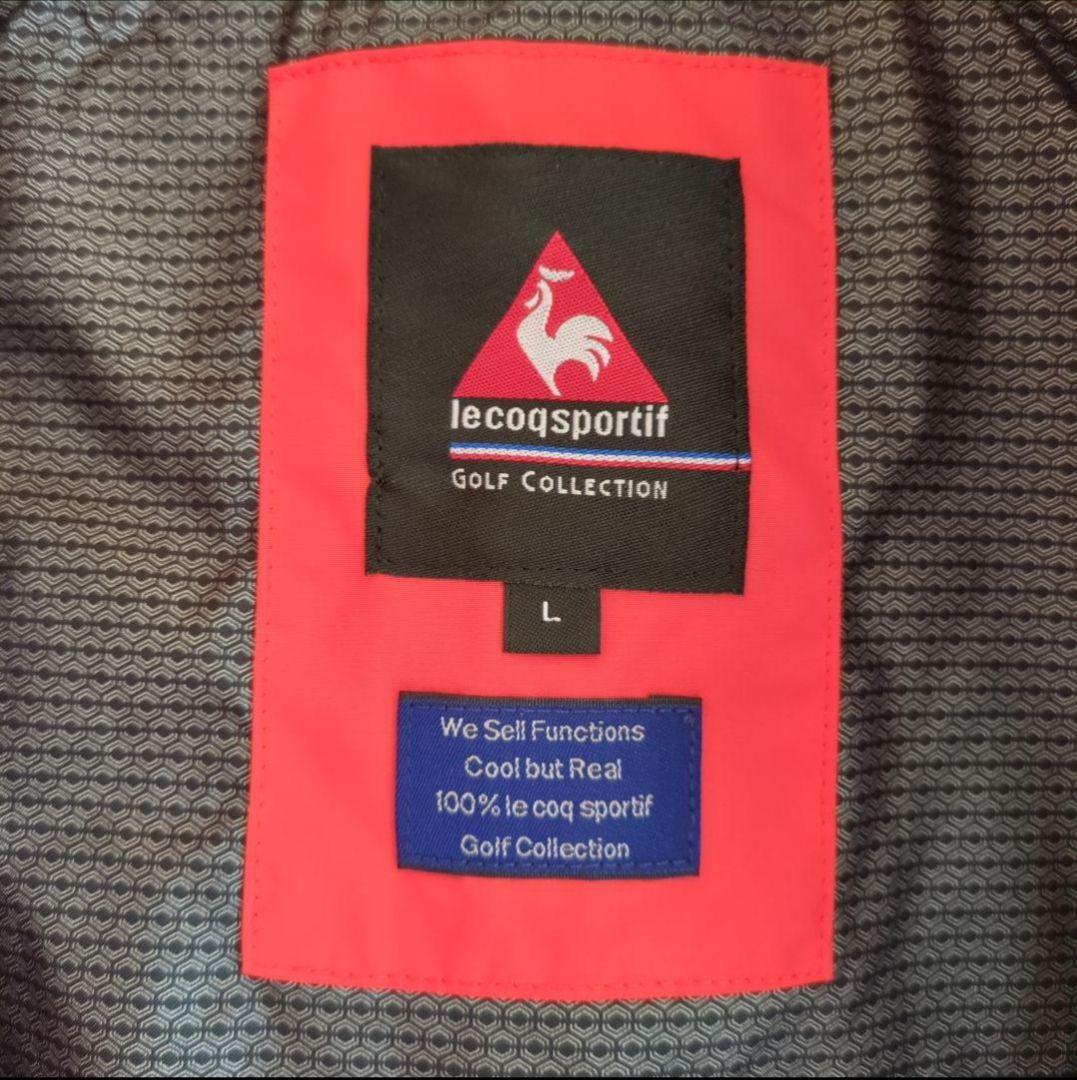 lecoqsportif
GOLF COLLECTION
L
We Sell Functions
Cool but Real
100% le coq sportif
Golf Collection